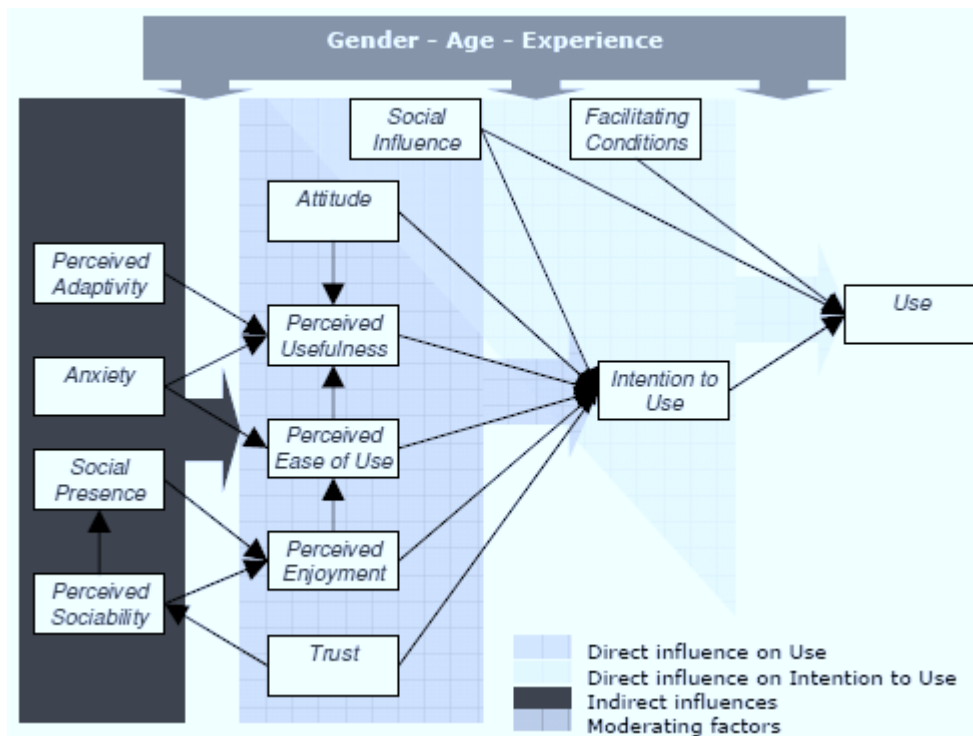 Gender - Age - Experience
Social
Influence
Facilitating
Conditions
Attitude
Perceived
Adaptivity
Perceived
Usefulness
Use
Anxiety
Intention to
Use
Perceived
Ease of Use
Social
Presence
Perceived
Enjoyment
Perceived
Sociability
Trust
Direct influence on Use
Direct influence on Intention to Use
Indirect influences
Moderating factors